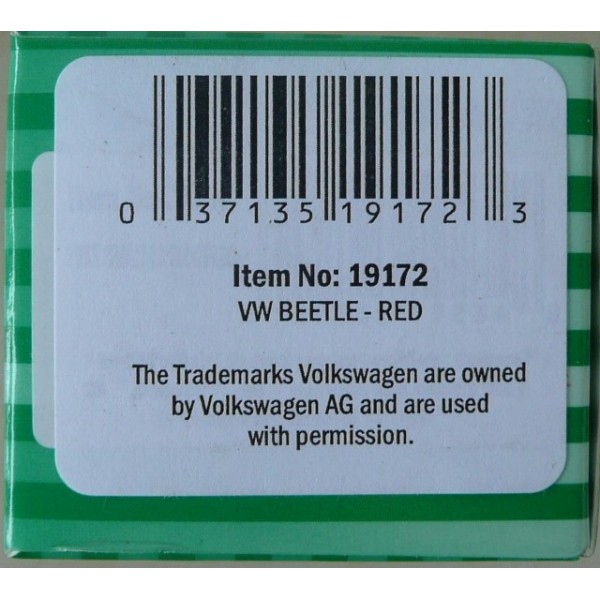 0 37135 19172 3
Item No: 19172
VW BEETLE - RED
The Trademarks Volkswagen are owned
by Volkswagen AG and are used
with permission.